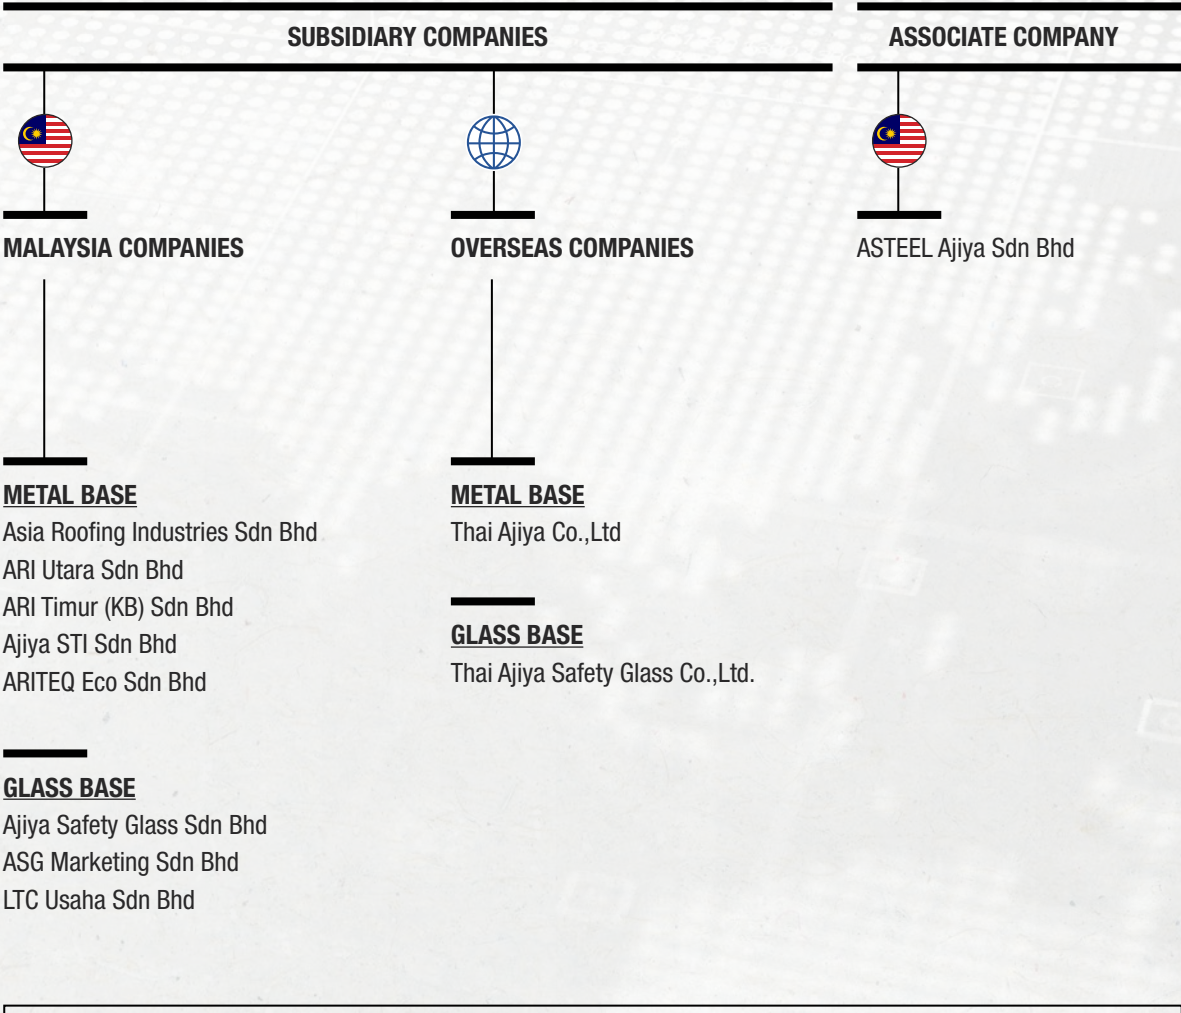 SUBSIDIARY COMPANIES
ASSOCIATE COMPANY
MALAYSIA COMPANIES
OVERSEAS COMPANIES
ASTEEL Ajiya Sdn Bhd
METAL BASE
Asia Roofing Industries Sdn Bhd
ARI Utara Sdn Bhd
ARI Timur (KB) Sdn Bhd
Ajiya STI Sdn Bhd
ARITEQ Eco Sdn Bhd
GLASS BASE
Ajiya Safety Glass Sdn Bhd
ASG Marketing Sdn Bhd
LTC Usaha Sdn Bhd
METAL BASE
Thai Ajiya Co.,Ltd
GLASS BASE
Thai Ajiya Safety Glass Co.,Ltd.